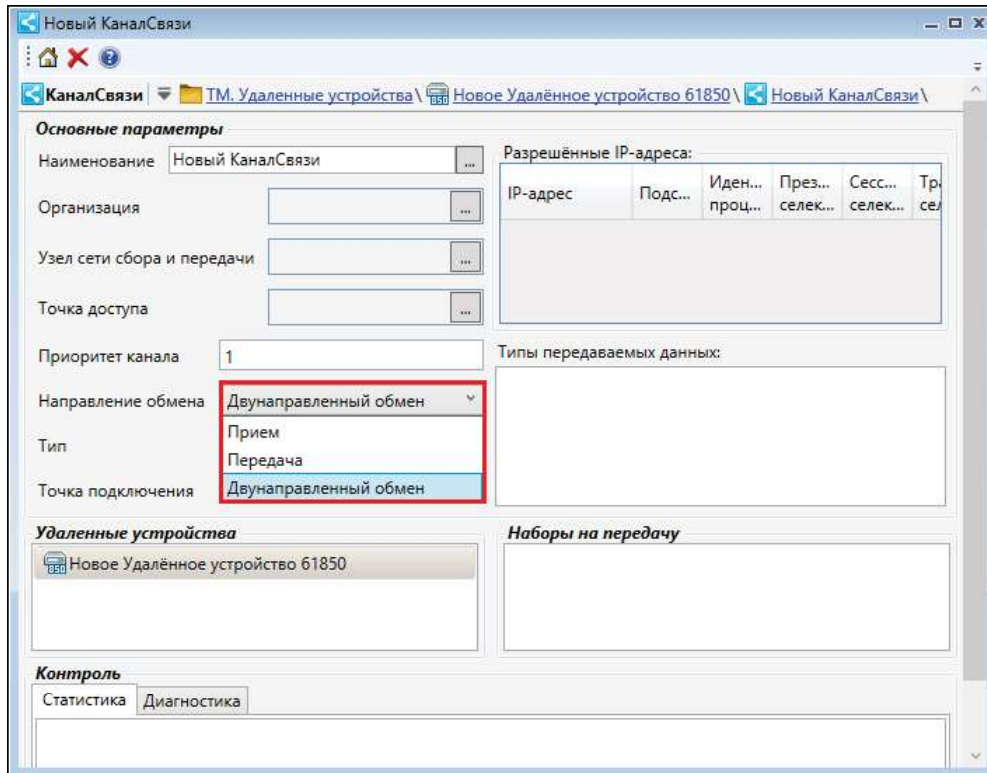 Новый КаналСвязи
КаналСвязи ТМ. Удаленные устройства\ Новое Удалённое устройство 61850\ Новый КаналСвязи\
Основные параметры
Наименование Новый КаналСвязи ...
Организация ...
Узел сети сбора и передачи ...
Точка доступа ...
Приоритет канала 1
Направление обмена Двунаправленный обмен
Прием
Передача
Двунаправленный обмен
Тип
Точка подключения
Разрешённые IP-адреса:
IP-адрес Подс... Иден... През... Сесс... Тра
проц... селек... селек... сел
Типы передаваемых данных:
Удаленные устройства
850 Новое Удалённое устройство 61850
Наборы на передачу
Контроль
Статистика Диагностика